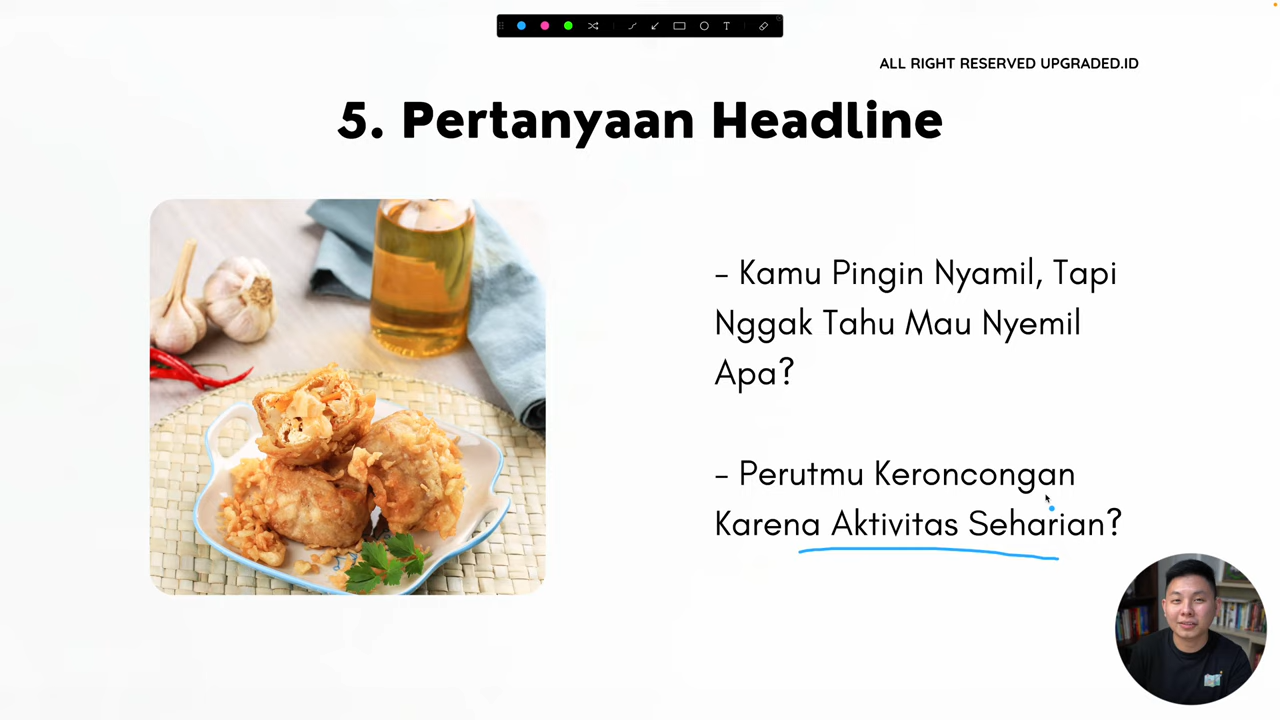 ALL RIGHT RESERVED UPGRADED.ID
5. Pertanyaan Headline
- Kamu Pingin Nyamil, Tapi
Nggak Tahu Mau Nyemil
Apa?
- Perutmu Keroncongan
Karena Aktivitas Seharian?